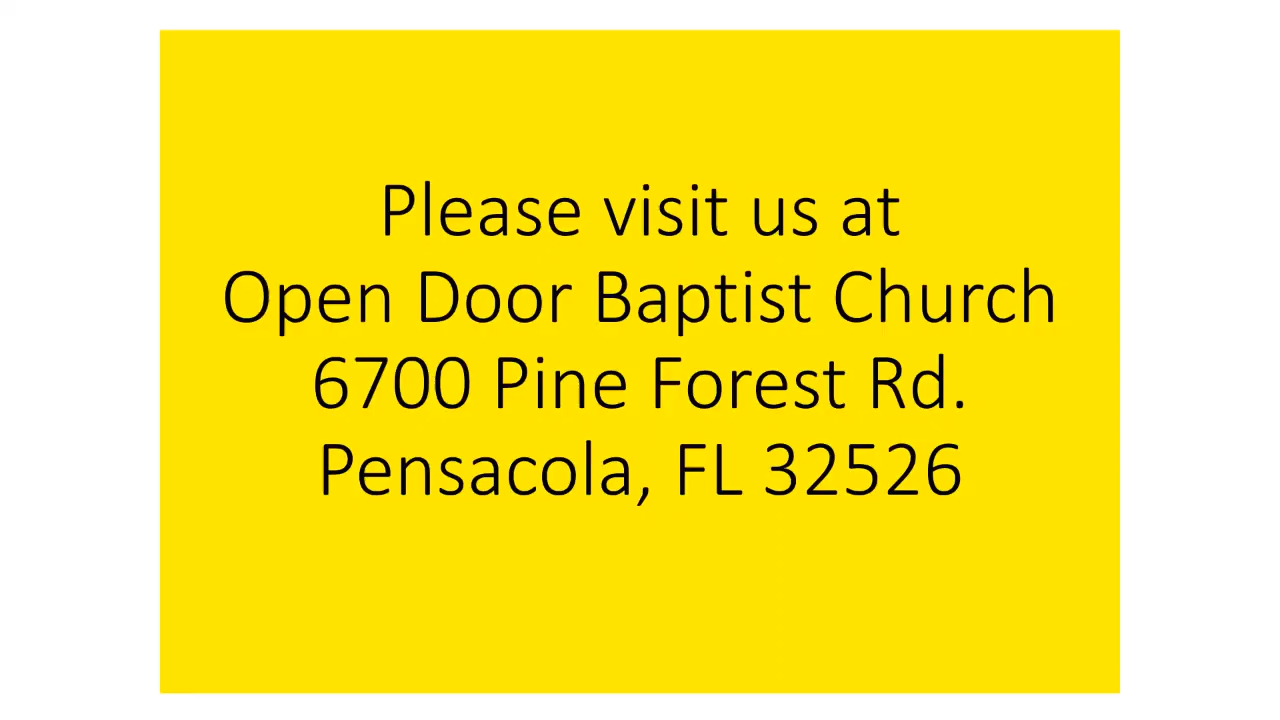 Please visit us at
Open Door Baptist Church
6700 Pine Forest Rd.
Pensacola, FL 32526